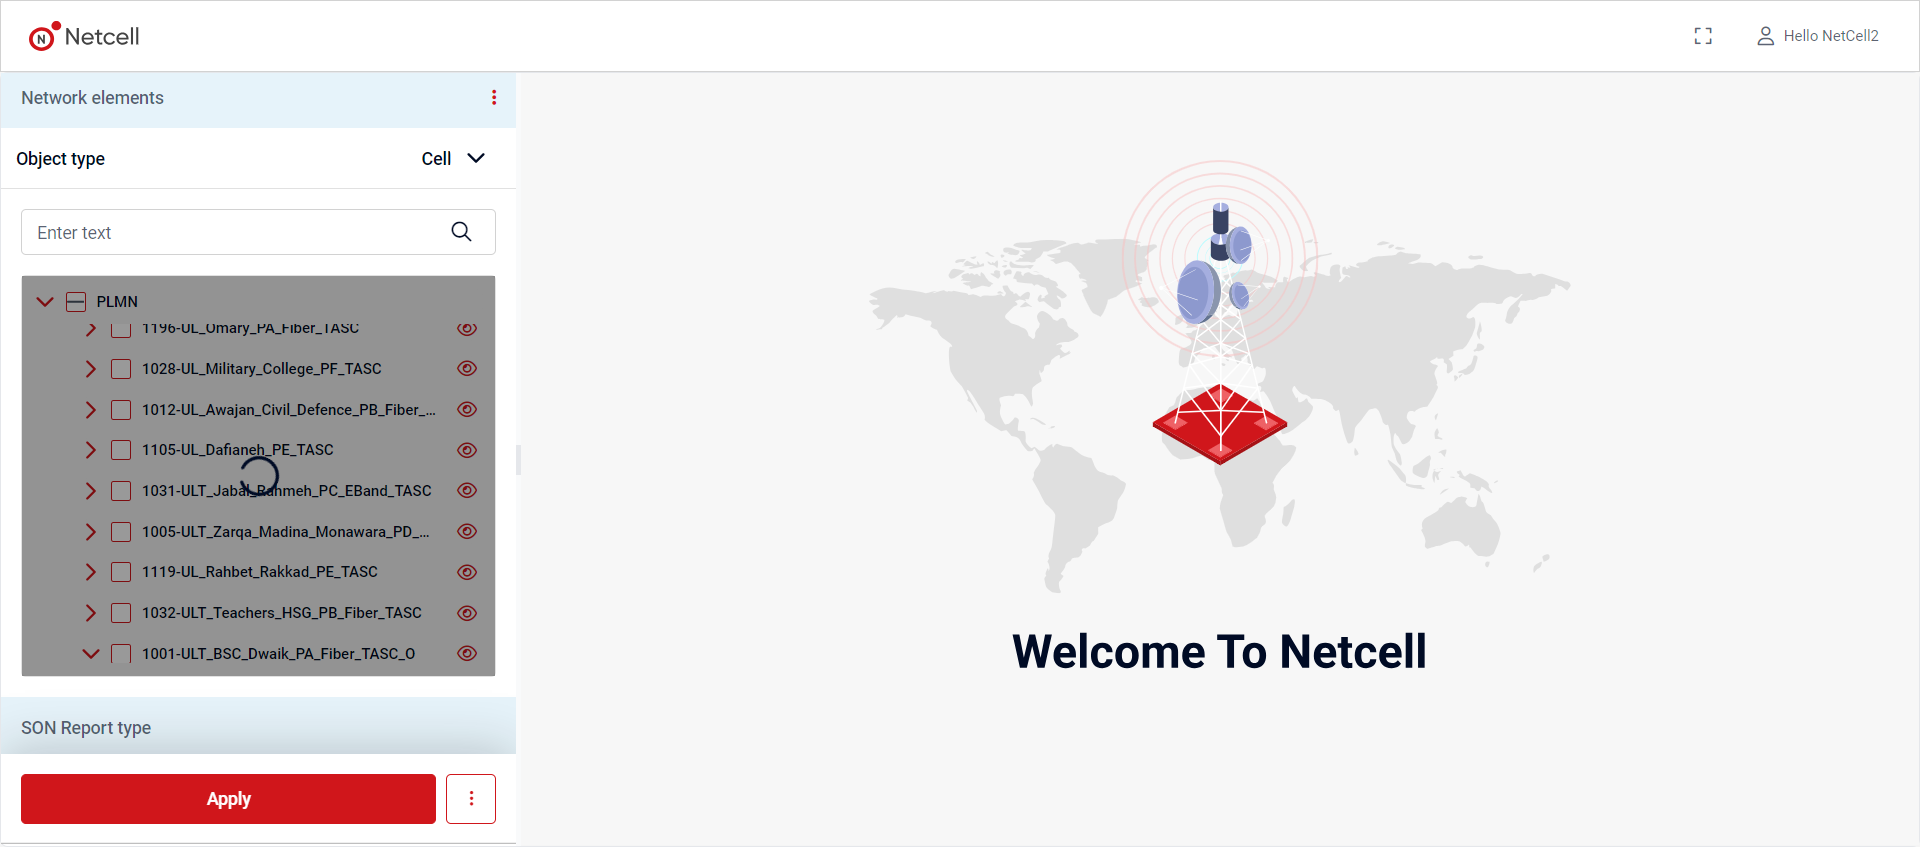 N Netcell
Hello NetCell2
Network elements
Object type
Cell
Enter text
PLMN
1196-UL_Omary_PA_Fiber_TASC
1028-UL_Military_College_PF_TASC
1012-UL_Awajan_Civil_Defence_PB_Fiber_...
1105-UL_Dafianeh_PE_TASC
1031-ULT_Jabal_Rahmeh_PC_EBand_TASC
1005-ULT_Zarqa_Madina_Monawara_PD_...
1119-UL_Rahbet_Rakkad_PE_TASC
1032-ULT_Teachers_HSG_PB_Fiber_TASC
1001-ULT_BSC_Dwaik_PA_Fiber_TASC_O
SON Report type
Apply
Welcome To Netcell